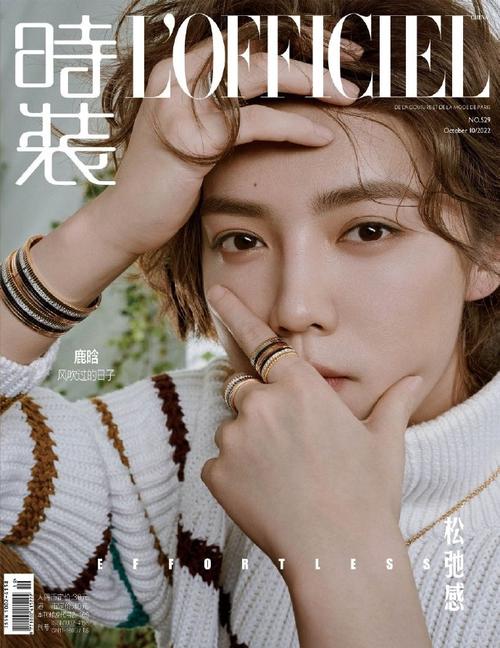 時装
L'OFFICIEL
CHINA
DE LA COUTURE ET DE LA MODE DE PARIS
NO.529
October 10/2022
鹿晗
风吹过的日子
EFFORTLESS
松弛感